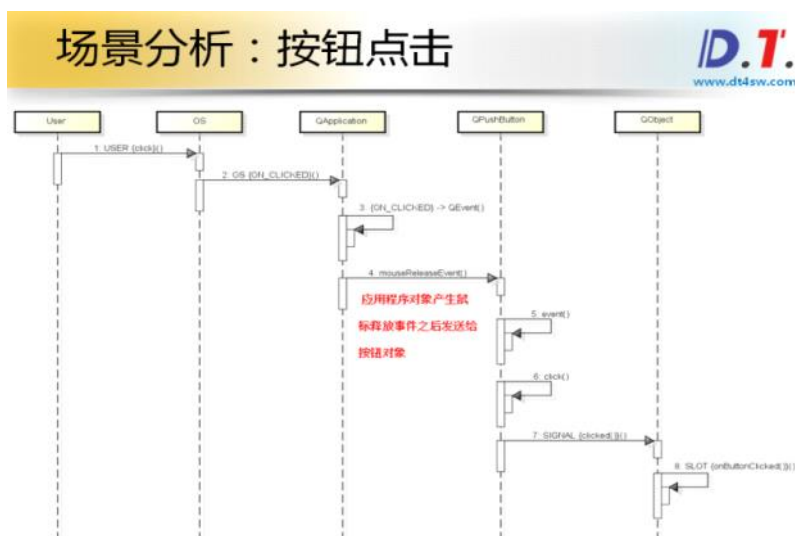 场景分析：按钮点击
D.T.
www.dt4sw.com
User
OS
QApplication
QPushButton
QObject
1: USER {click}()
2: OS {ON_CLICKED}()
3: {ON_CLICKED} -> QEvent()
4: mouseReleaseEvent()
应用程序对象产生鼠
标释放事件之后发送给
按钮对象
5: event()
6: click()
7: SIGNAL {clicked()}()
8: SLOT {onButtonClicked()}()